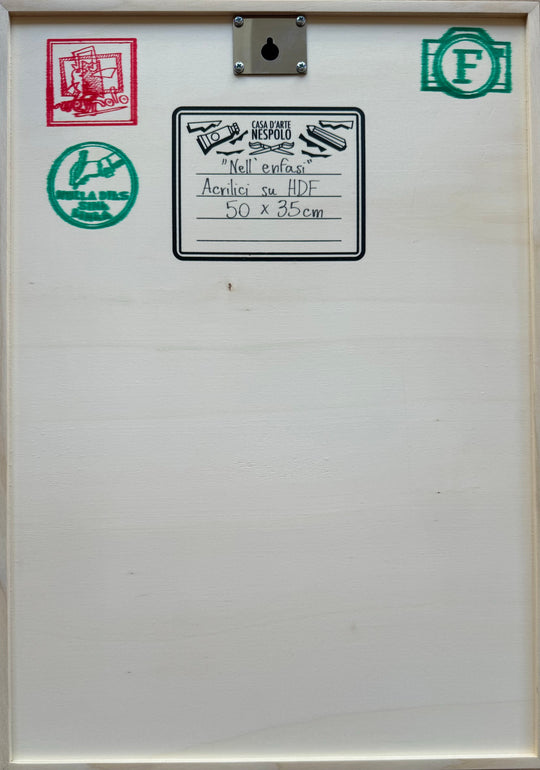 F
CASA D'ARTE
NESPOLO
"Nell'enfasi"
Acrilici su HDF
50 x 35cm